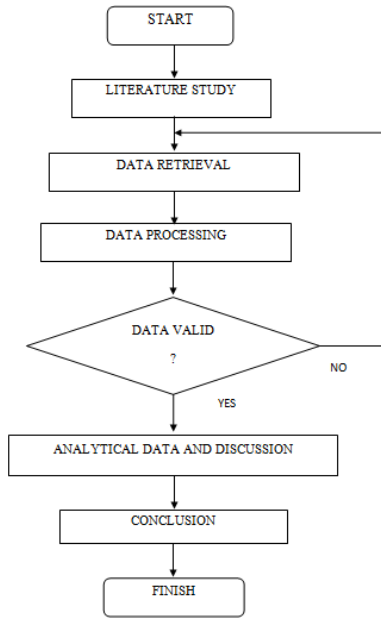 START
LITERATURE STUDY
DATA RETRIEVAL
DATA PROCESSING
DATA VALID
?
NO
YES
ANALYTICAL DATA AND DISCUSSION
CONCLUSION
FINISH